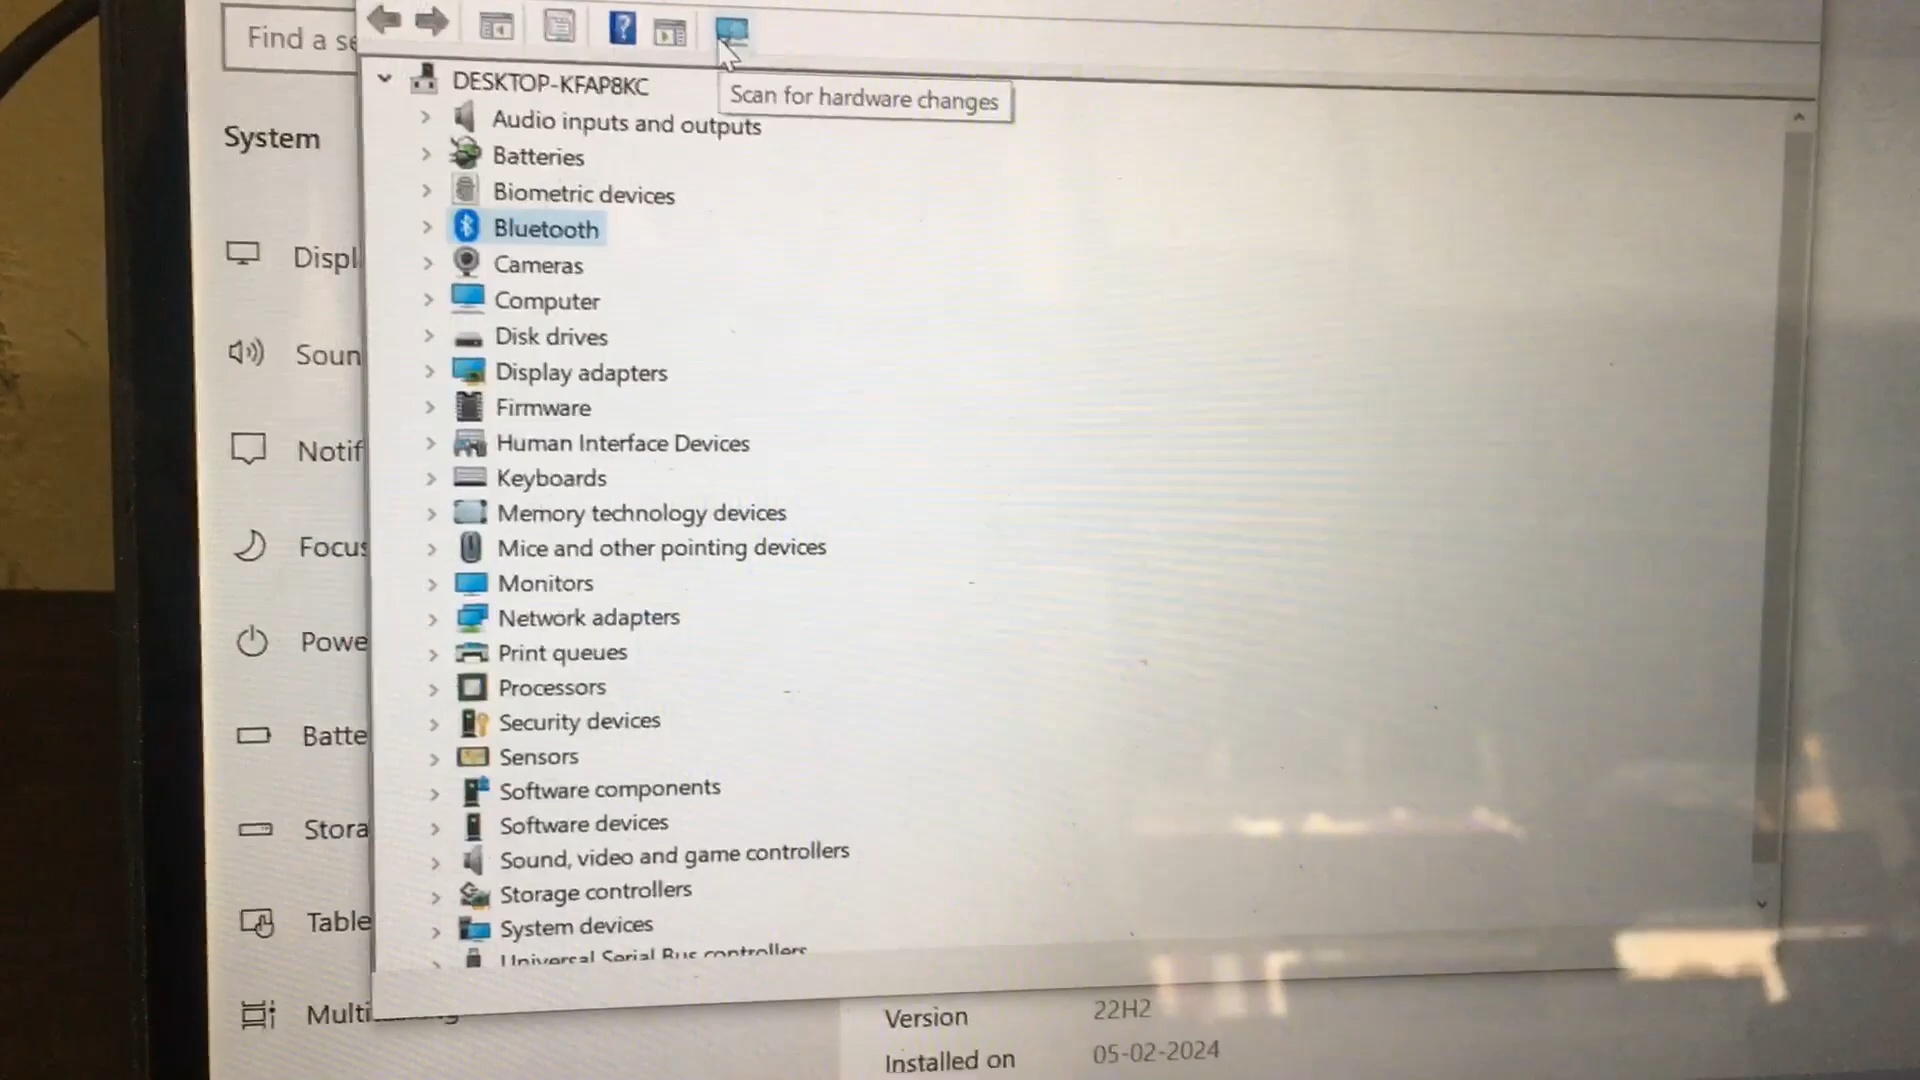 Find a se
DESKTOP-KFAP8KC
Scan for hardware changes
Audio inputs and outputs
System
Batteries
Biometric devices
Bluetooth
Displ
Cameras
Computer
Disk drives
Soun
Display adapters
Firmware
Human Interface Devices
Notif
Keyboards
Memory technology devices
Focus
Mice and other pointing devices
Monitors
Network adapters
Powe
Print queues
Processors
Security devices
Batte
Sensors
Software components
Stora
Software devices
Sound, video and game controllers
Storage controllers
Table
System devices
Universal Serial Bus controllers
Multi
Version 22H2
Installed on 05-02-2024